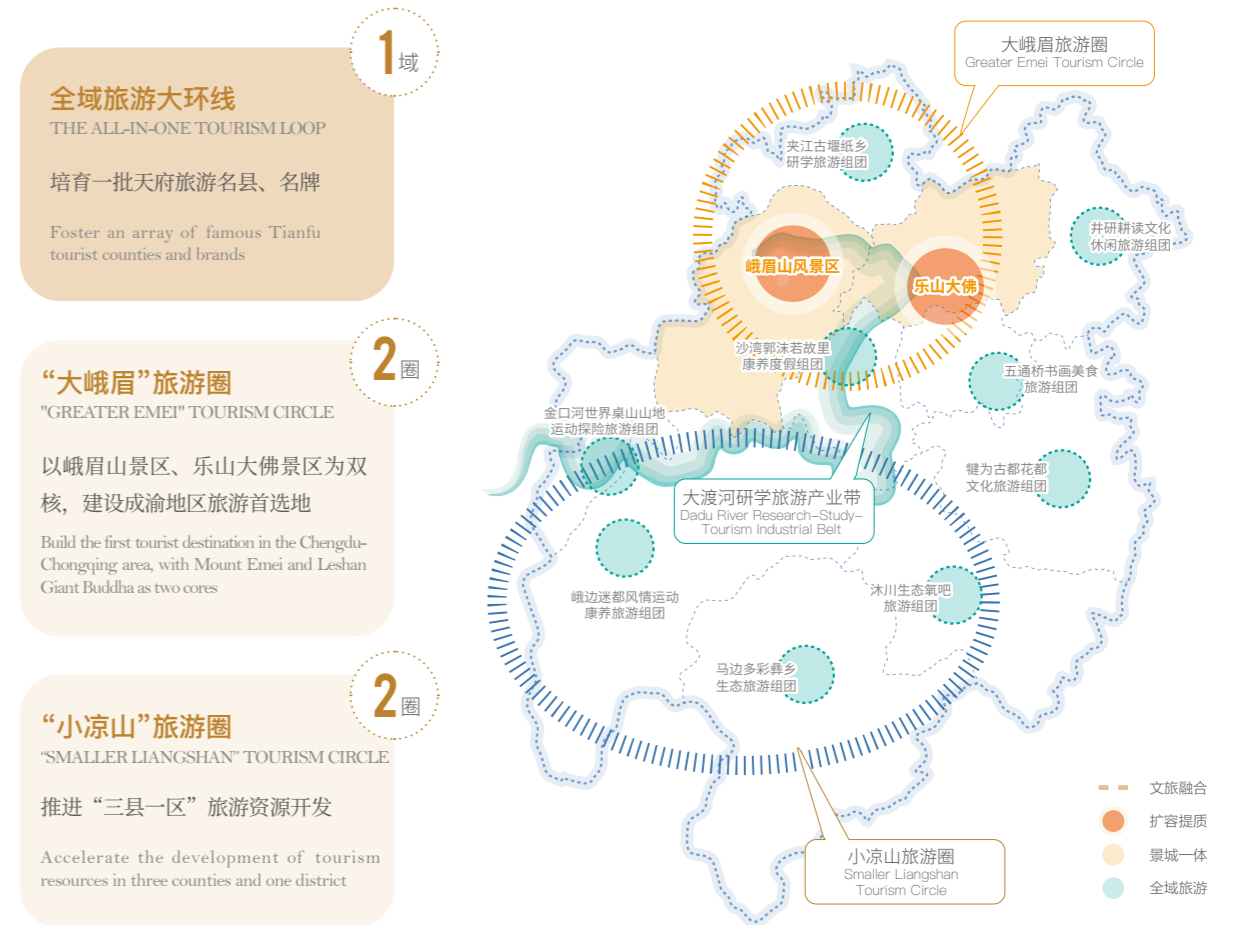 1域
全域旅游大环线
THE ALL-IN-ONE TOURISM LOOP
培育一批天府旅游名县、名牌
Foster an array of famous Tianfu
tourist counties and brands
2圈
“大峨眉”旅游圈
"GREATER EMEI" TOURISM CIRCLE
以峨眉山景区、乐山大佛景区为双
核，建设成渝地区旅游首选地
Build the first tourist destination in the Chengdu-
Chongqing area, with Mount Emei and Leshan
Giant Buddha as two cores
2圈
“小凉山”旅游圈
“SMALLER LIANGSHAN” TOURISM CIRCLE
推进“三县一区”旅游资源开发
Accelerate the development of tourism
resources in three counties and one district
大峨眉旅游圈
Greater Emei Tourism Circle
夹江古堰纸乡
研学旅游组团
井研耕读文化
休闲旅游组团
峨眉山风景区
乐山大佛
沙湾郭沫若故里
康养度假组团
五通桥书画美食
旅游组团
金口河世界桌山山地
运动探险旅游组团
犍为古都花都
文化旅游组团
大渡河研学旅游产业带
Dadu River Research-Study-
Tourism Industrial Belt
峨边迷都风情运动
康养旅游组团
沐川生态氧吧
旅游组团
马边多彩彝乡
生态旅游组团
小凉山旅游圈
Smaller Liangshan
Tourism Circle
文旅融合
扩容提质
景城一体
全域旅游